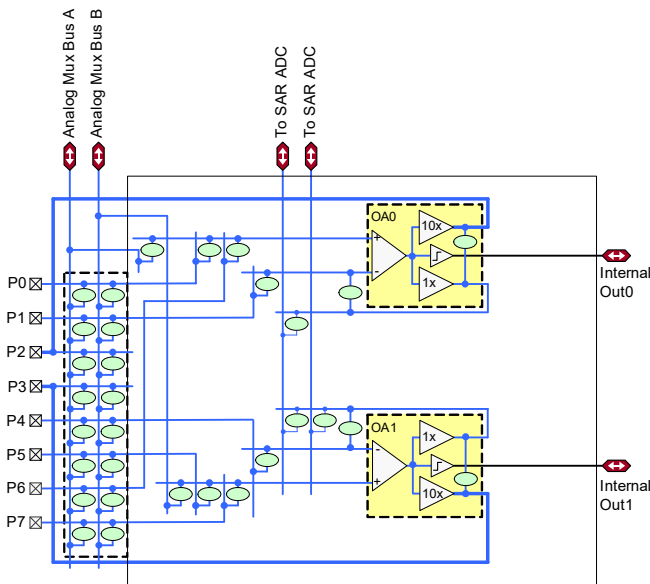 Analog Mux Bus A
Analog Mux Bus B
To SAR ADC
To SAR ADC
OA0
10x
+
-
1x
Internal
Out0
P0
P1
P2
P3
P4
P5
P6
P7
OA1
1x
-
+
10x
Internal
Out1